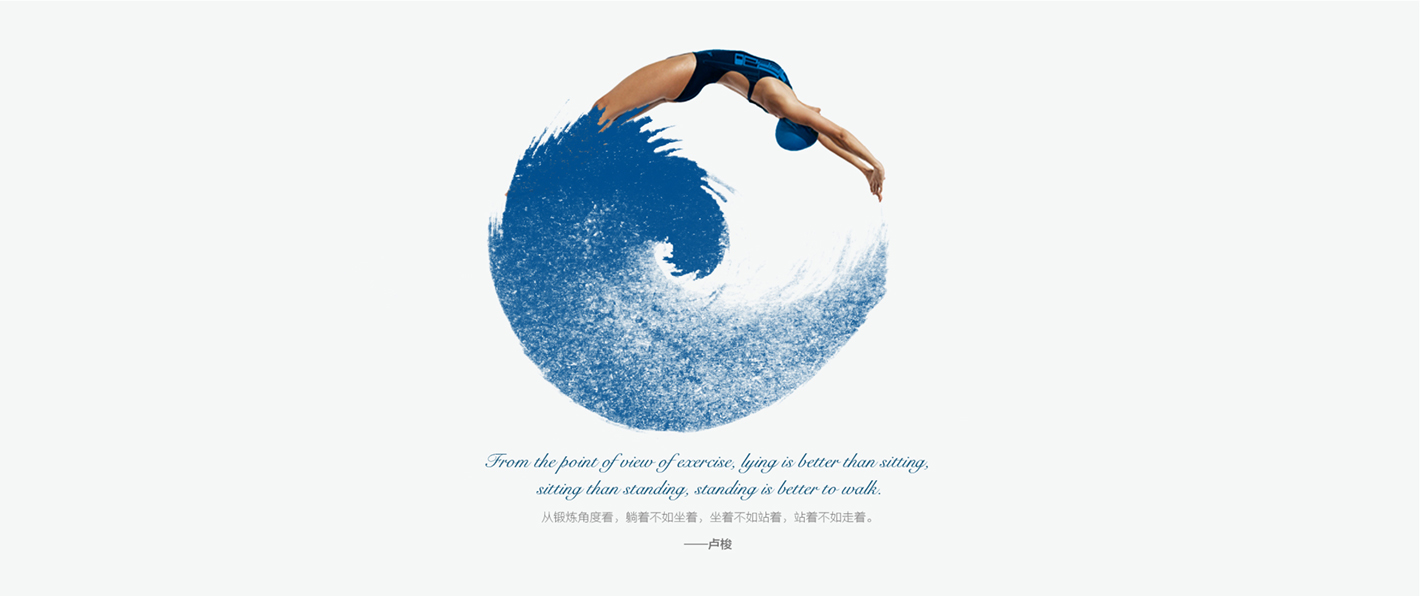 From the point of view of exercise, lying is better than sitting,
sitting than standing, standing is better to walk.
从锻炼角度看，躺着不如坐着，坐着不如站着，站着不如走着。
——卢梭